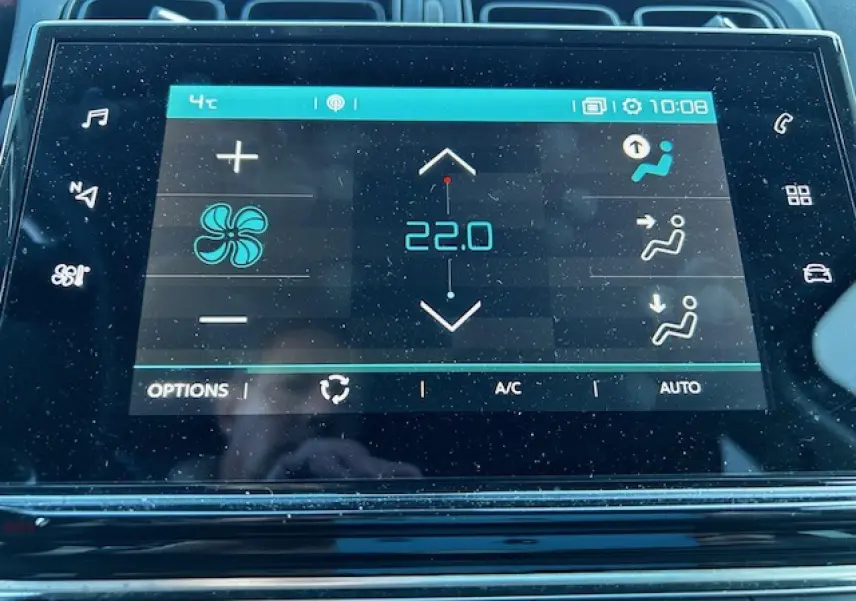 4°C 10:08
N
22.0
OPTIONS | | A/C | AUTO